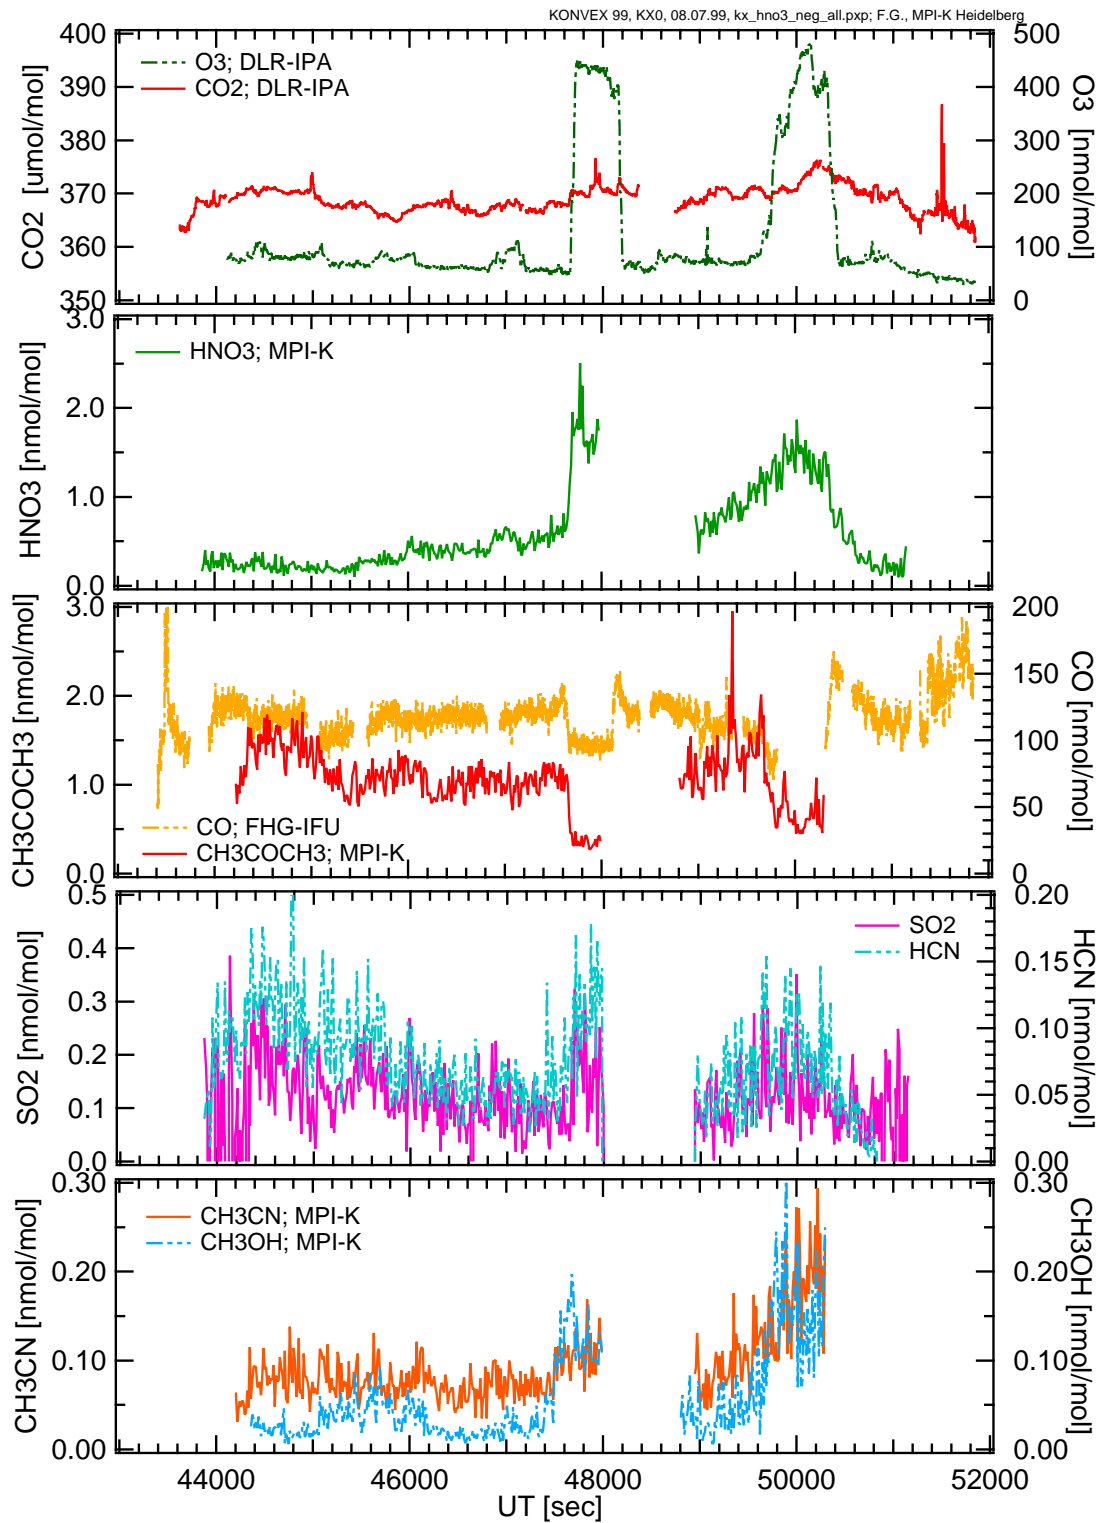 KONVEX 99, KX0, 08.07.99, kx_hno3_neg_all.pxp; F.G., MPI-K Heidelberg
400
390
380
370
360
350
CO2 [umol/mol]
O3; DLR-IPA
CO2; DLR-IPA
500
400
300
200
100
0
O3 [nmol/mol]
3.0
2.0
1.0
0.0
HNO3 [nmol/mol]
HNO3; MPI-K
3.0
2.0
1.0
0.0
CH3COCH3 [nmol/mol]
CO; FHG-IFU
CH3COCH3; MPI-K
200
150
100
50
0
CO [nmol/mol]
0.5
0.4
0.3
0.2
0.1
0.0
SO2 [nmol/mol]
SO2
HCN
0.20
0.15
0.10
0.05
0.00
HCN [nmol/mol]
0.30
0.20
0.10
0.00
CH3CN [nmol/mol]
CH3CN; MPI-K
CH3OH; MPI-K
0.30
0.20
0.10
0.00
CH3OH [nmol/mol]
44000 46000 48000 50000 52000
UT [sec]